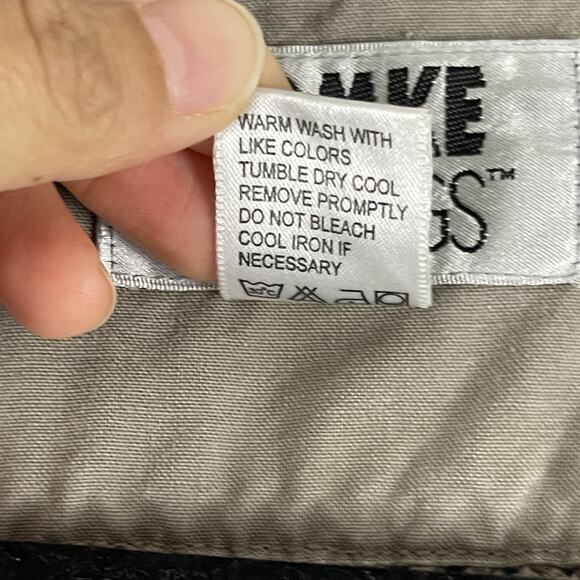 WARM WASH WITH
LIKE COLORS
TUMBLE DRY COOL
REMOVE PROMPTLY
DO NOT BLEACH
COOL IRON IF
NECESSARY